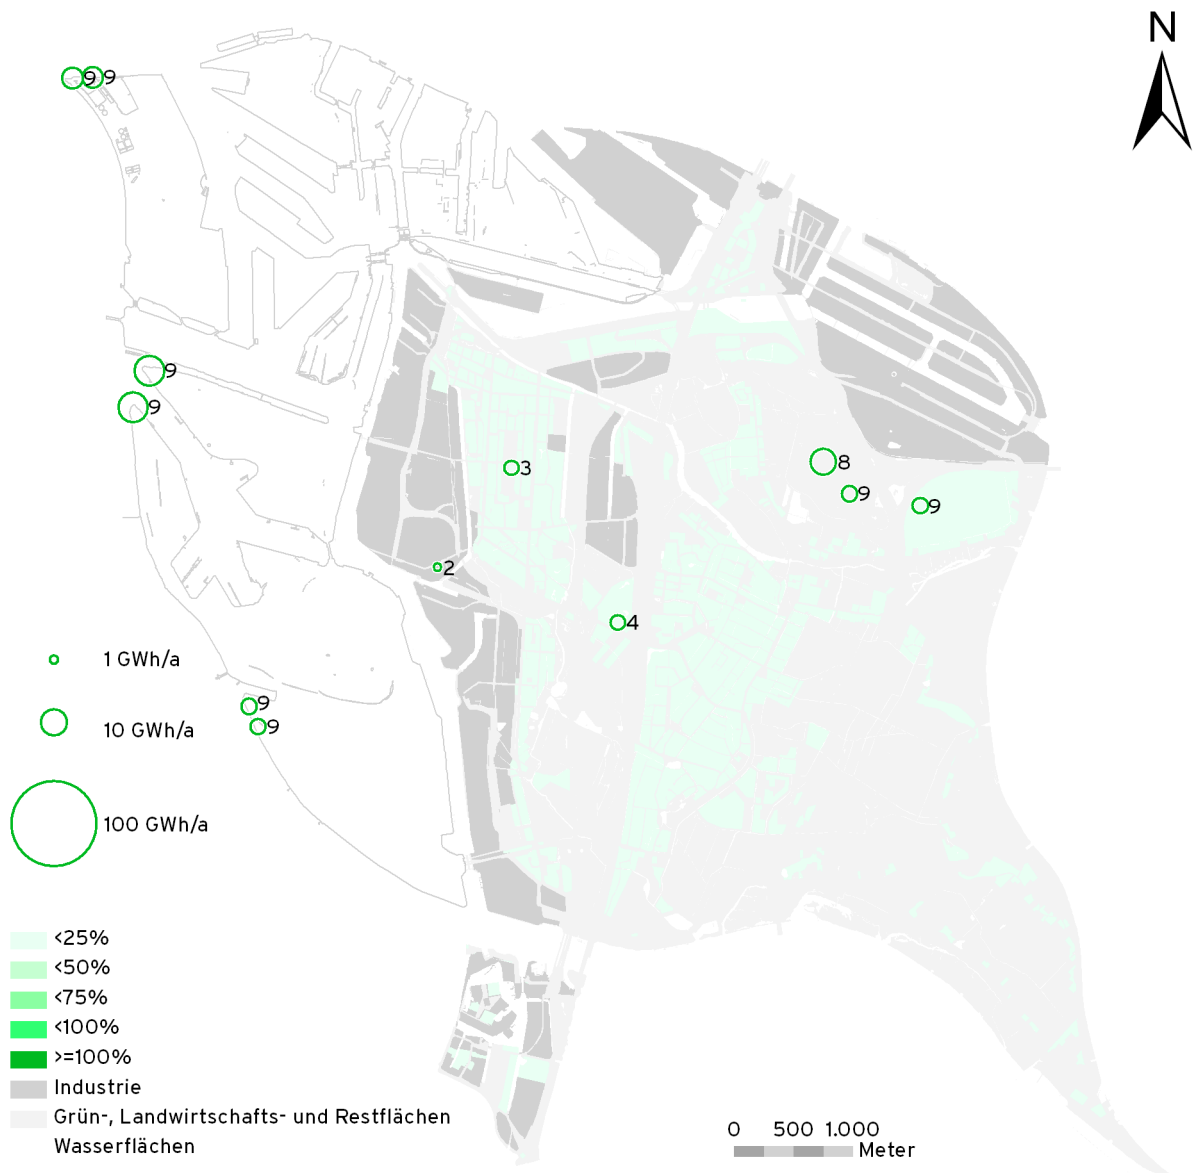 N
9 9
9
9
8
3
9
9
2
4
9
9
1 GWh/a
10 GWh/a
100 GWh/a
<25%
<50%
<75%
<100%
>=100%
Industrie
Grün-, Landwirtschafts- und Restflächen
Wasserflächen
0 500 1.000
Meter